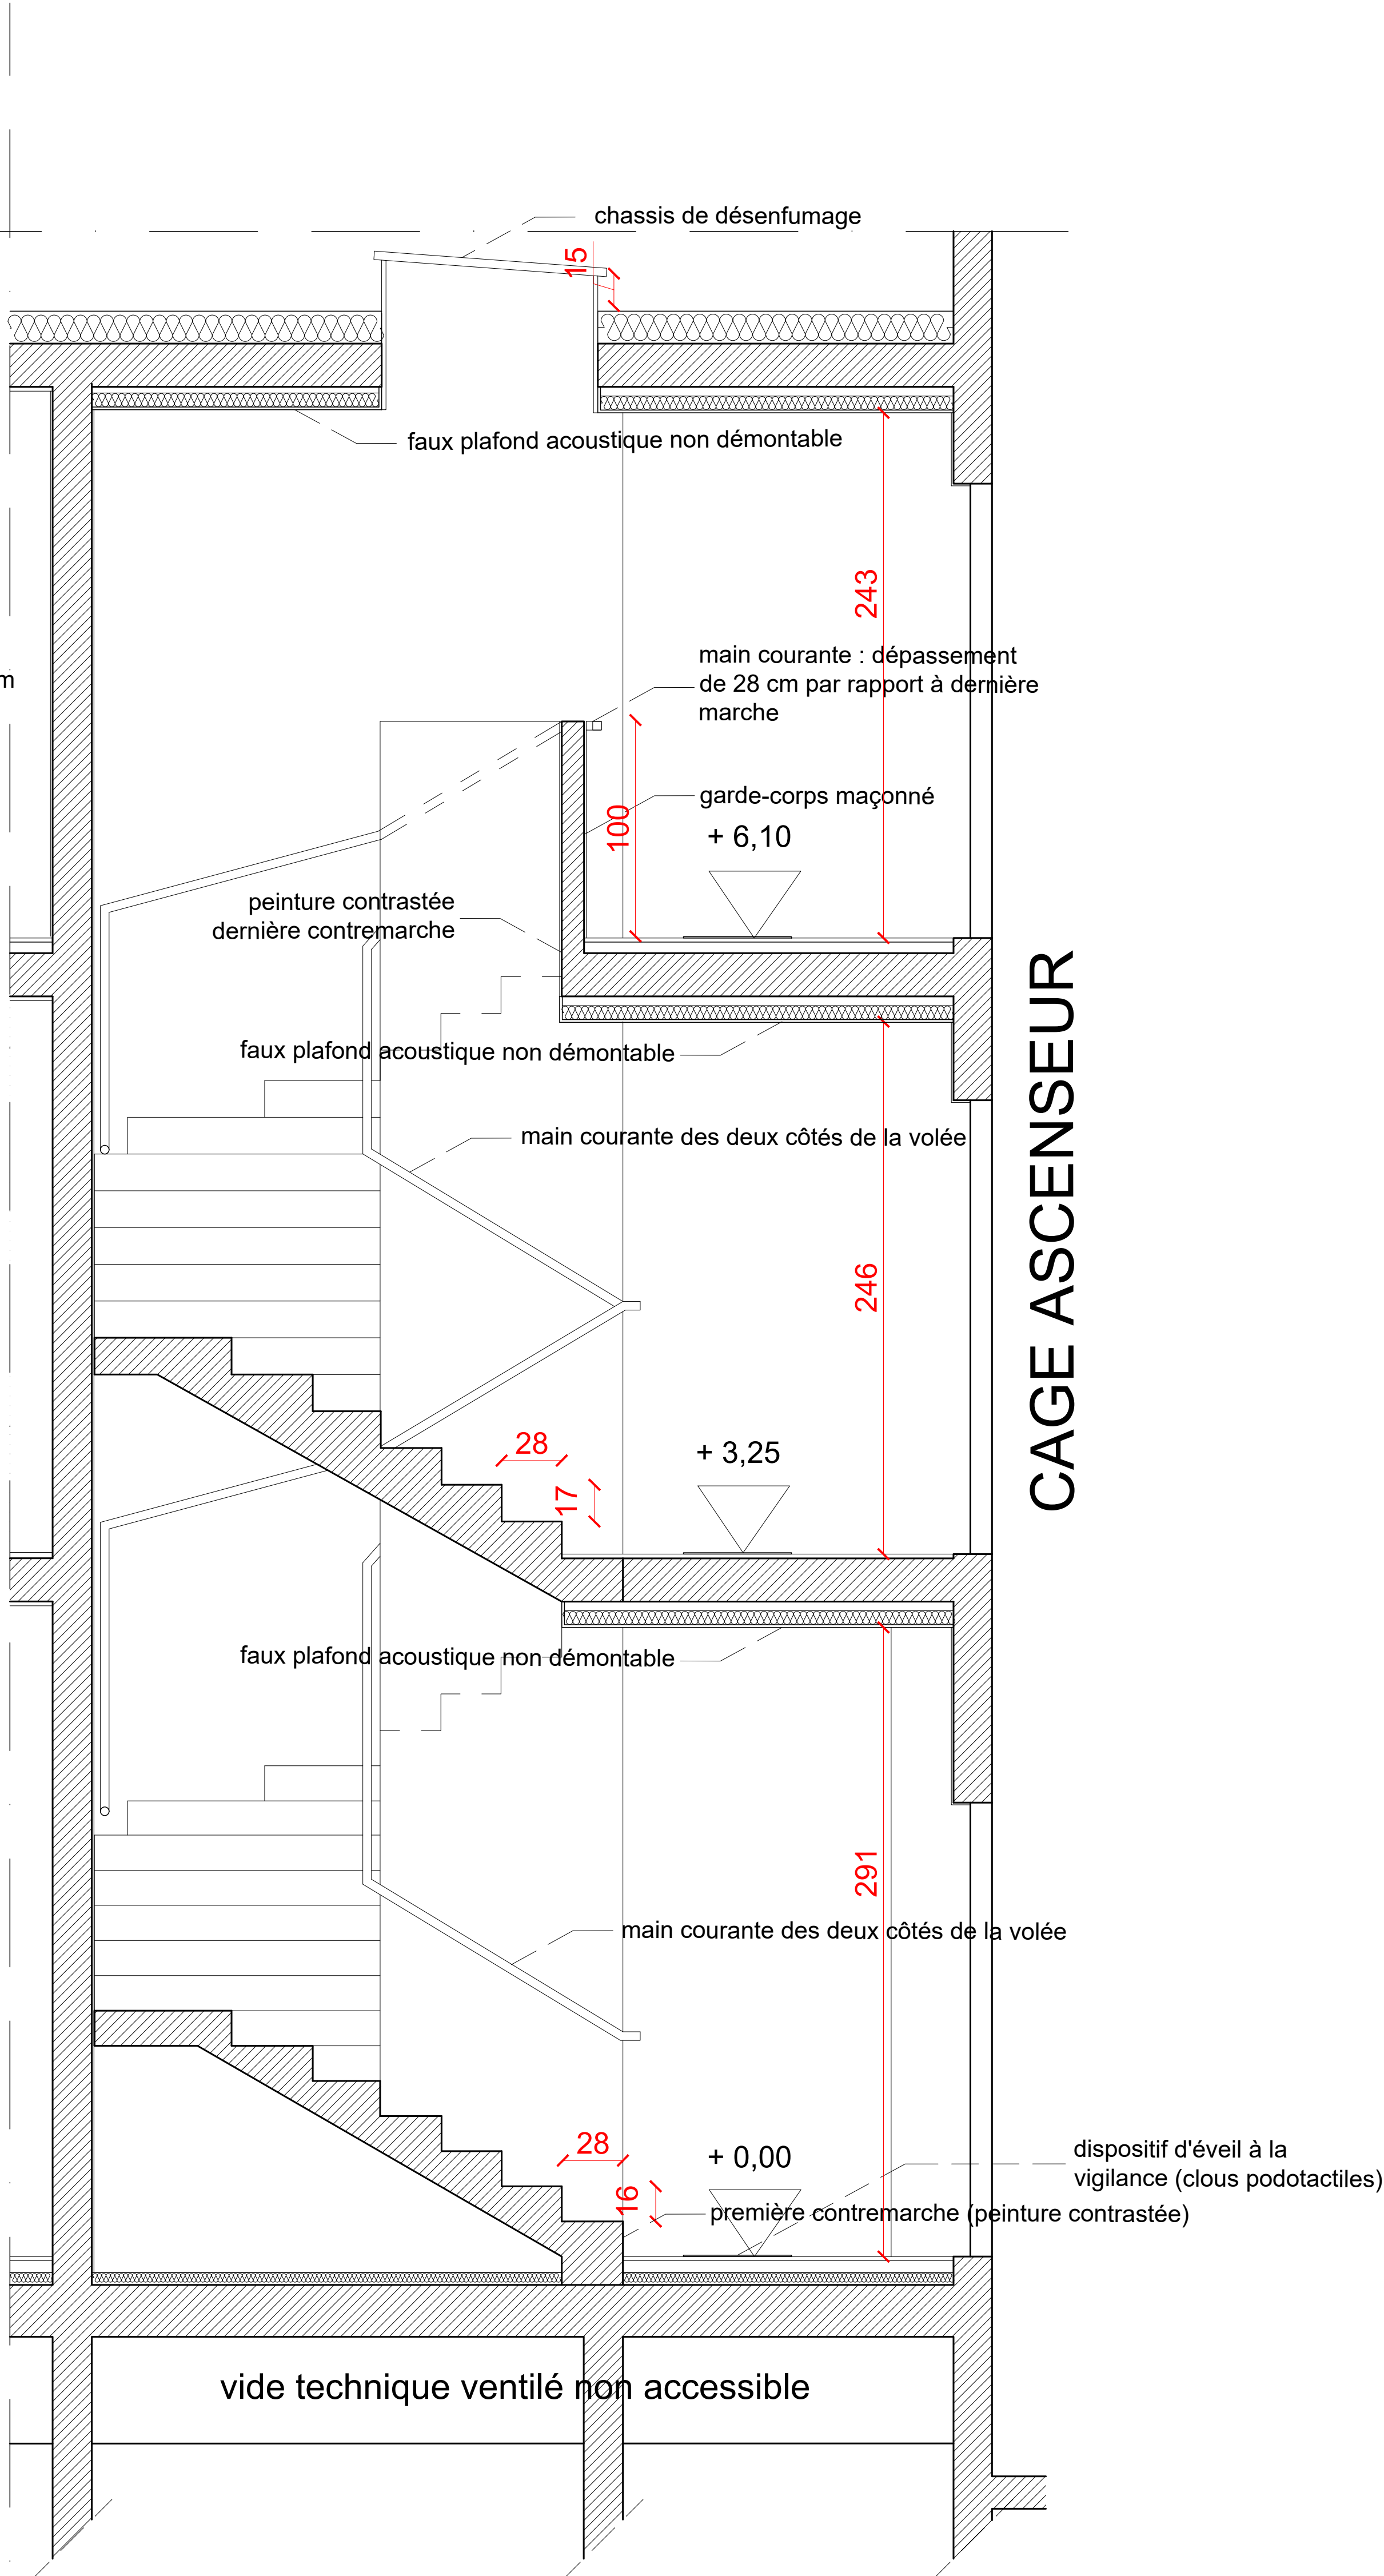 chassis de désenfumage
15
faux plafond acoustique non démontable
243
main courante : dépassement
de 28 cm par rapport à dernière
marche
m
garde-corps maçonné
100
+ 6,10
peinture contrastée
dernière contremarche
CAGE ASCENSEUR
faux plafond acoustique non démontable
main courante des deux côtés de la volée
246
28
+ 3,25
17
faux plafond acoustique non démontable
291
main courante des deux côtés de la volée
28
+ 0,00
dispositif d'éveil à la
vigilance (clous podotactiles)
16
première contremarche (peinture contrastée)
vide technique ventilé non accessible